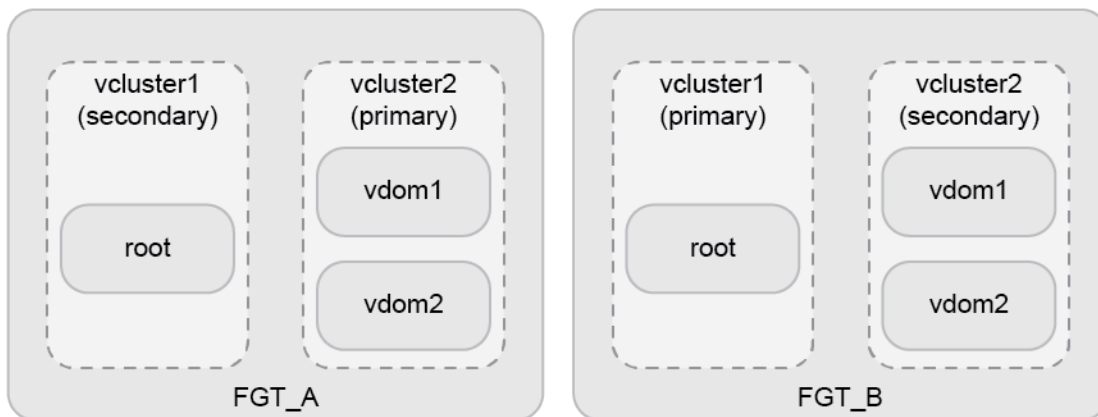 vcluster1
(secondary)
root
vcluster2
(primary)
vdom1
vdom2
FGT_A
vcluster1
(primary)
root
vcluster2
(secondary)
vdom1
vdom2
FGT_B